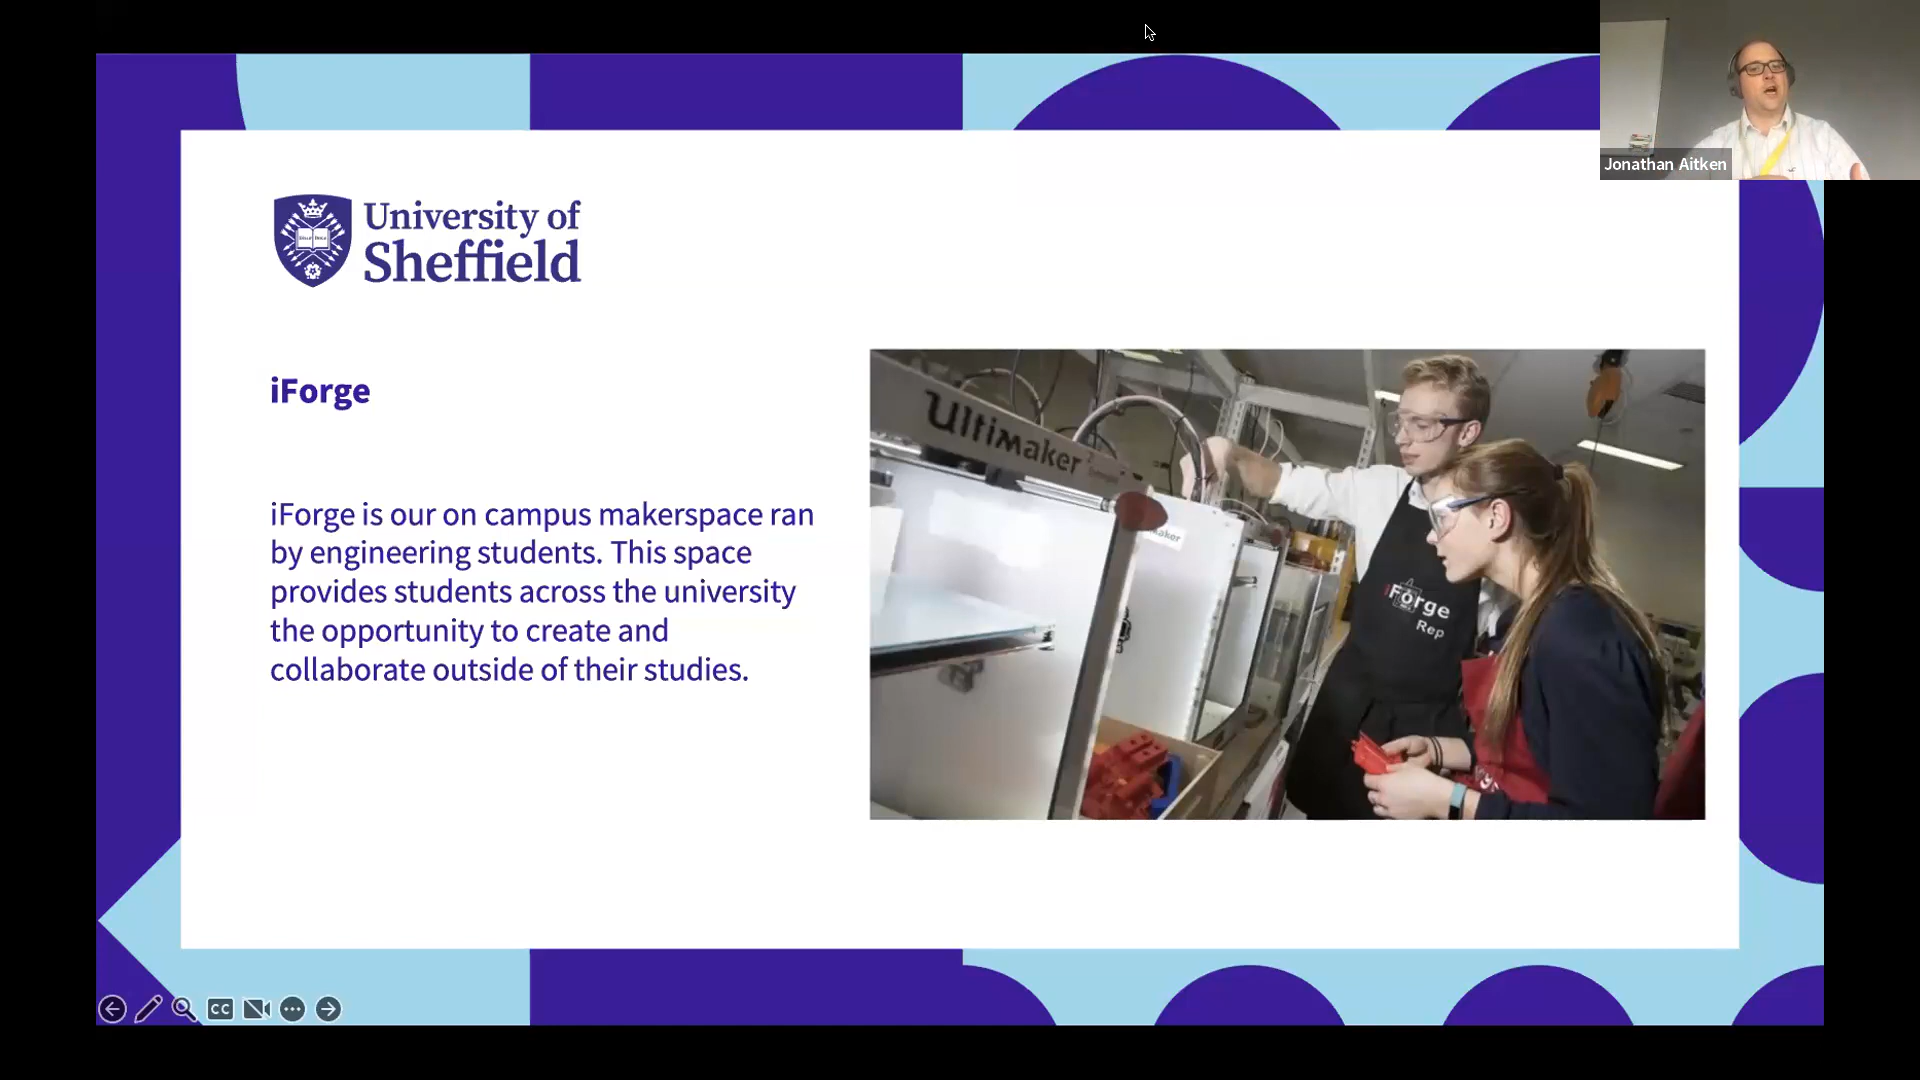 Jonathan Aitken
University of
Sheffield
iForge
iForge is our on campus makerspace ran
by engineering students. This space
provides students across the university
the opportunity to create and
collaborate outside of their studies.
Ultimaker
iForge
Rep
CC